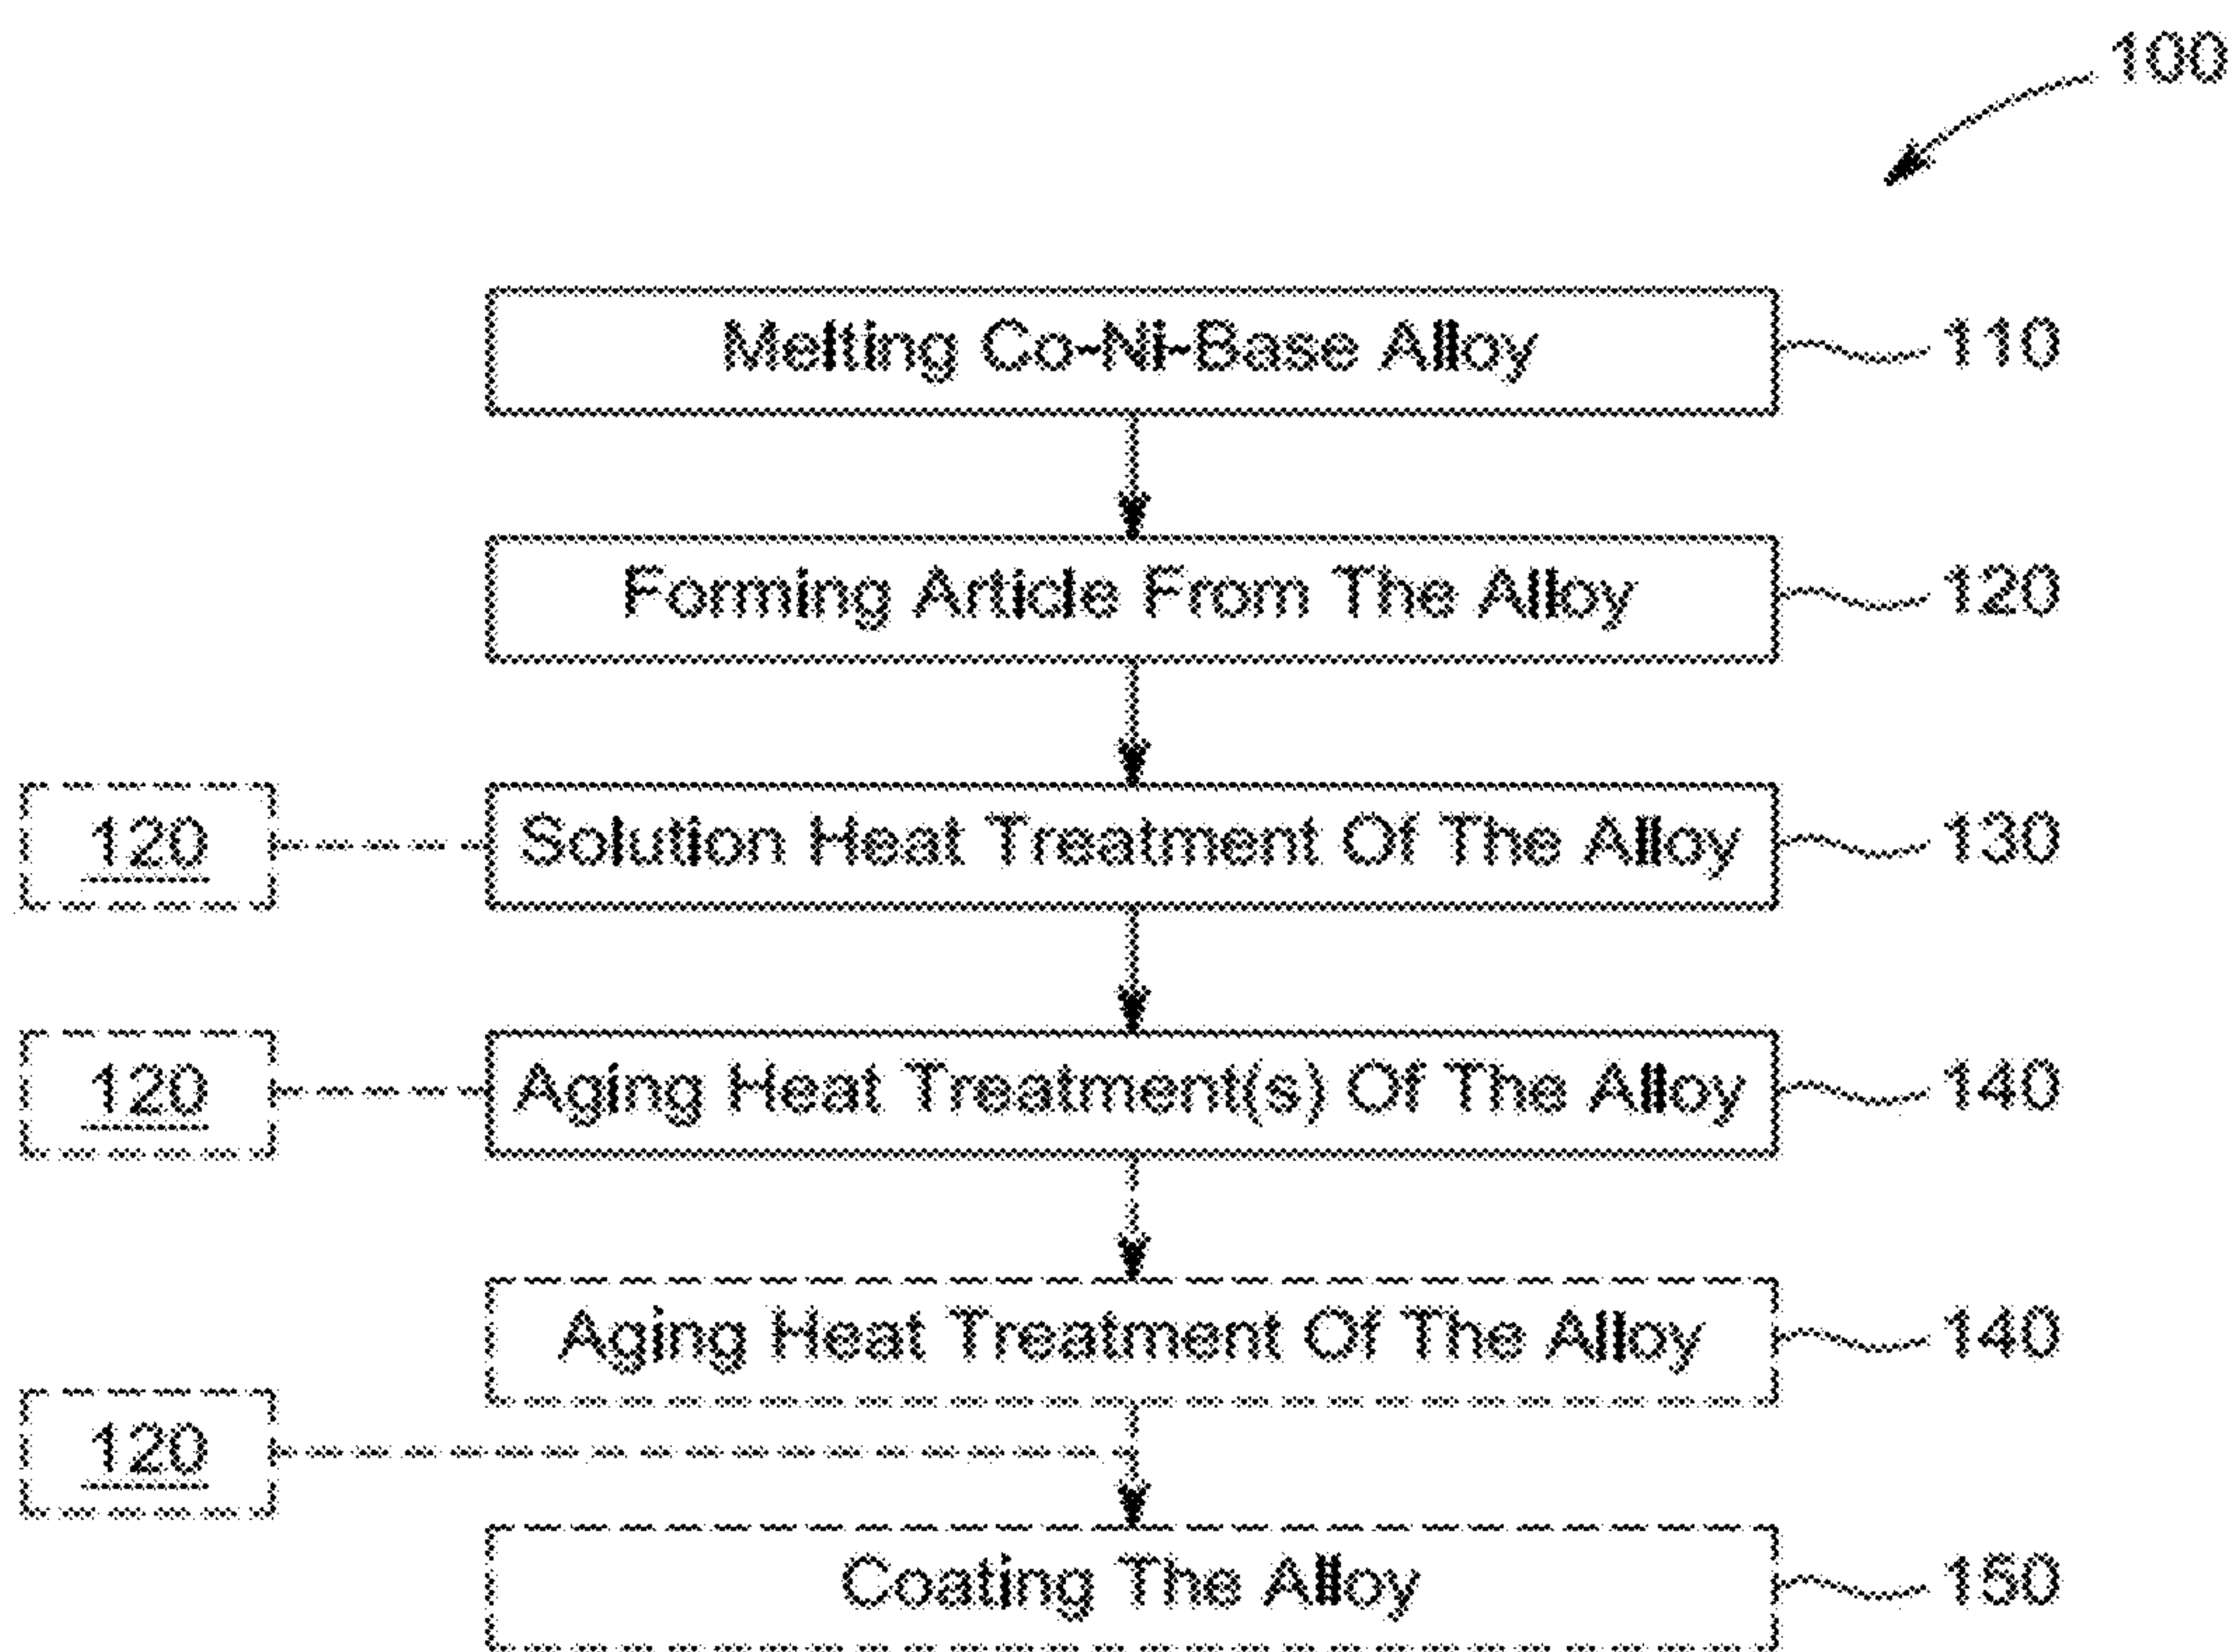 100
Melting Co-Ni-Base Alloy 110
Forming Article From The Alloy 120
120 Solution Heat Treatment Of The Alloy 130
120 Aging Heat Treatment(s) Of The Alloy 140
Aging Heat Treatment Of The Alloy 140
120
Coating The Alloy 150